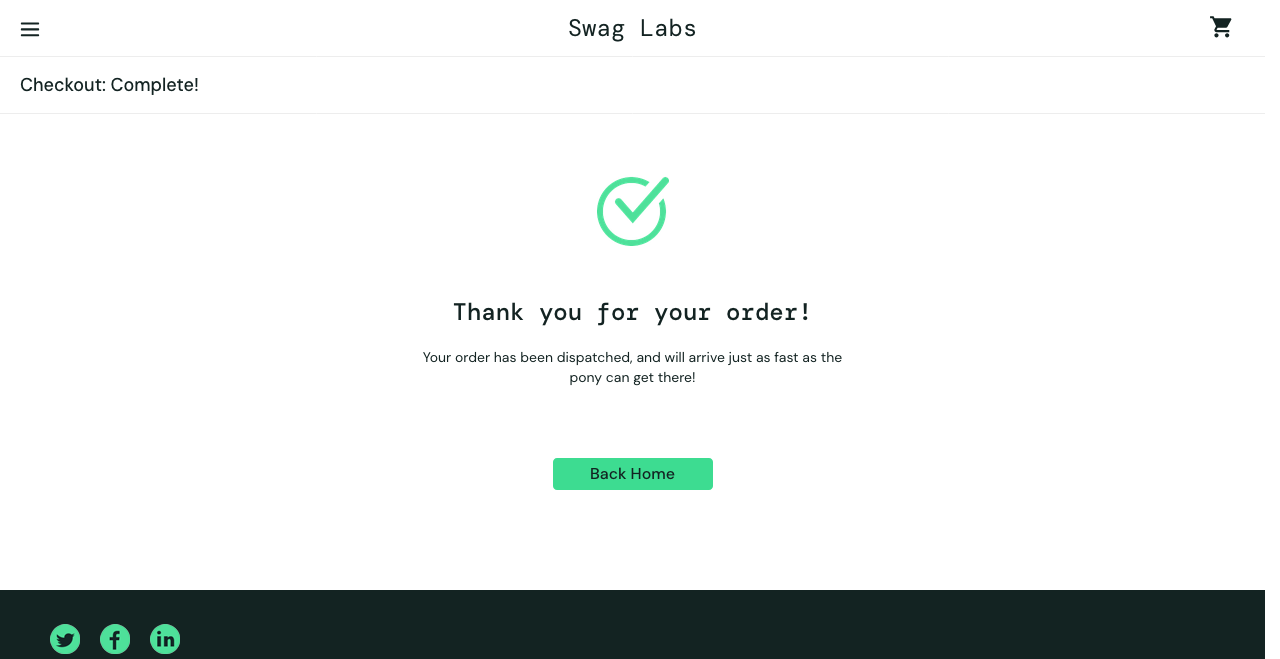 Swag Labs
Checkout: Complete!
Thank you for your order!
Your order has been dispatched, and will arrive just as fast as the
pony can get there!
Back Home